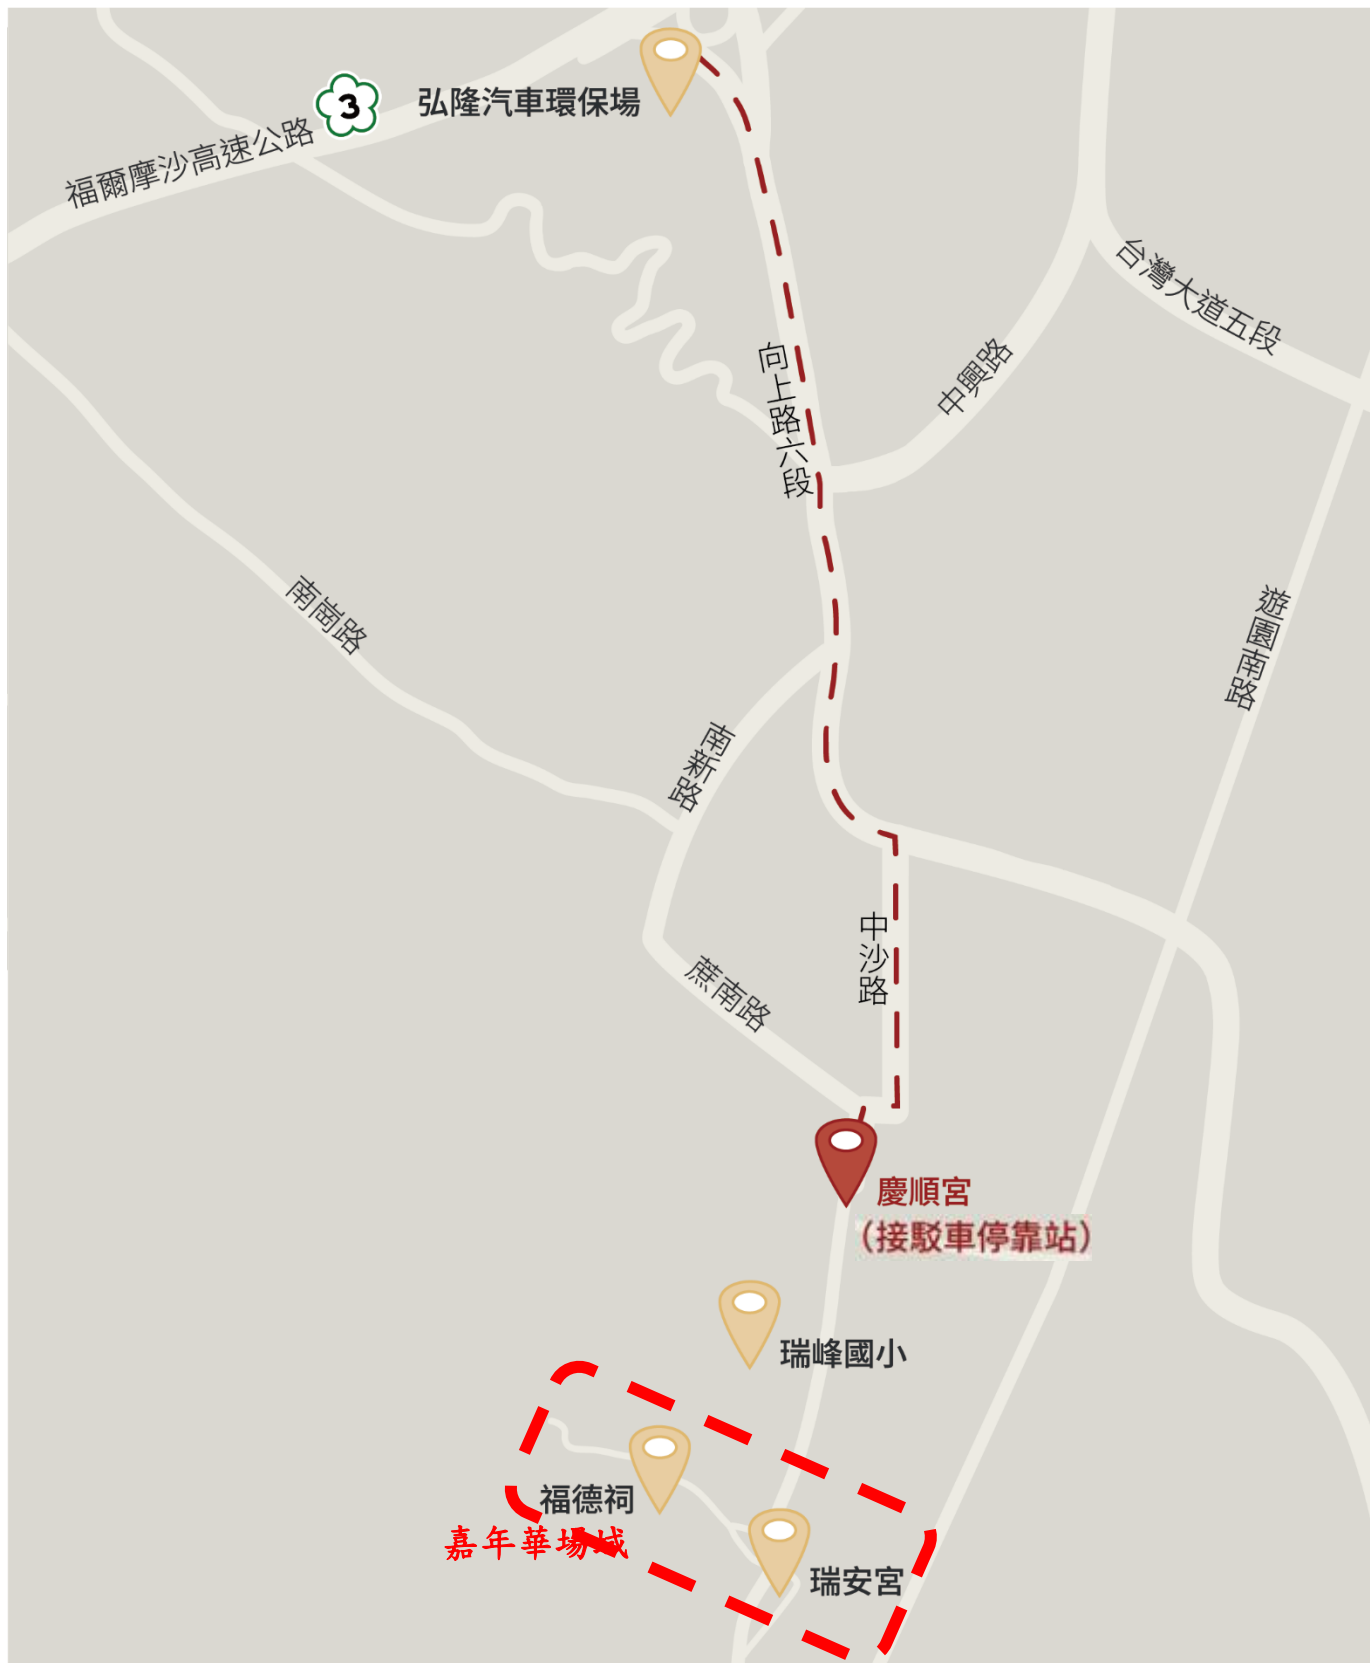 弘隆汽車環保場
3
福爾摩沙高速公路
台灣大道五段
向上路六段
中興路
南崗路
遊園南路
南新路
中沙路
蔗南路
慶順宮
(接駁車停靠站)
瑞峰國小
福德祠
嘉年華場域
瑞安宮